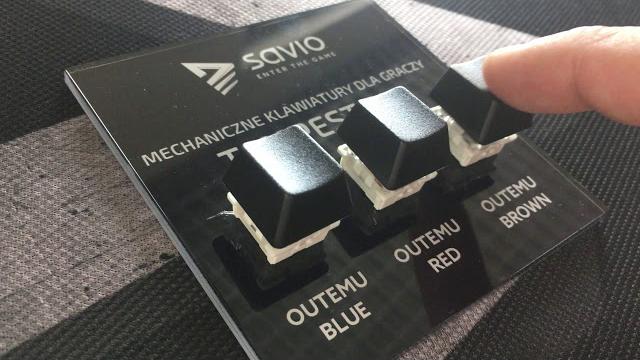 savio
ENTER THE GAME
MECHANICZNE KLAWIATURY DLA GRACZY
OUTEMU
BLUE
OUTEMU
RED
OUTEMU
BROWN